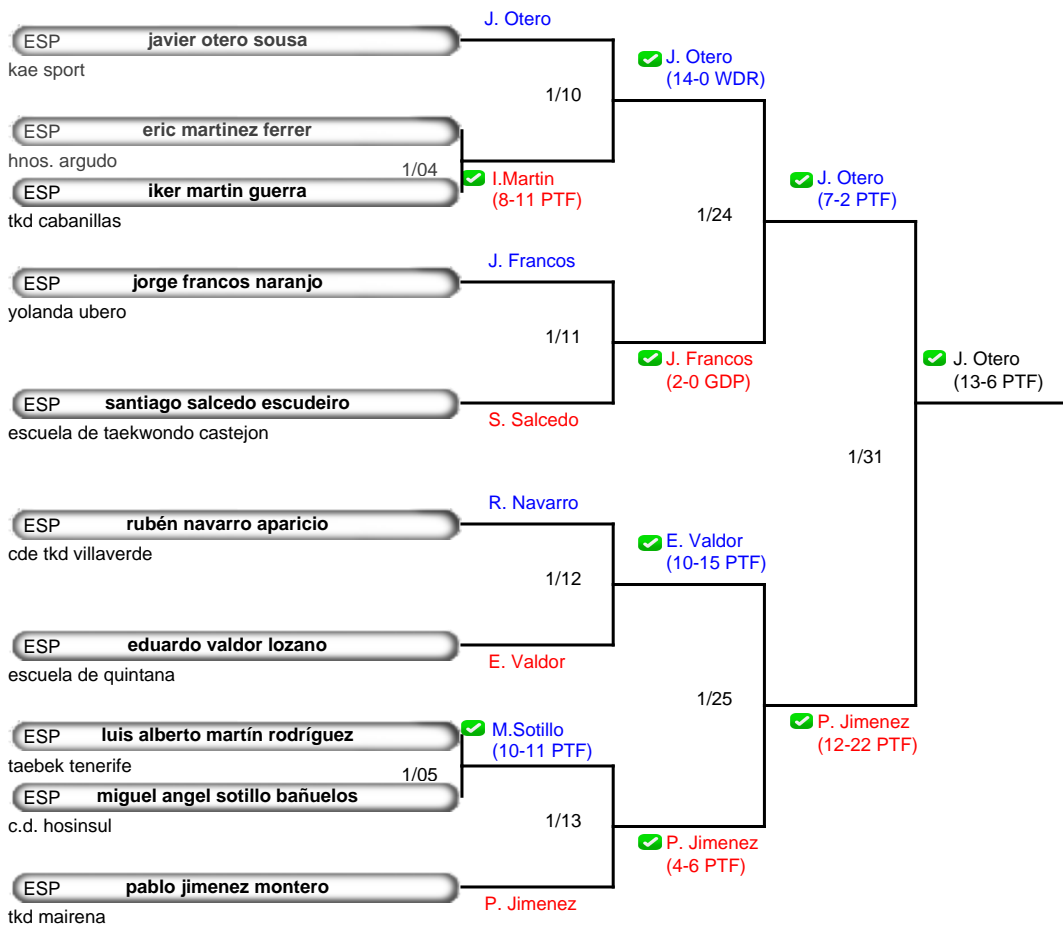 J. Otero
ESP javier otero sousa
kae sport
J. Otero
(14-0 WDR)
1/10
ESP eric martinez ferrer
hnos. argudo
1/04
I.Martin
(8-11 PTF)
ESP iker martin guerra
tkd cabanillas
J. Otero
(7-2 PTF)
1/24
J. Francos
ESP jorge francos naranjo
yolanda ubero
1/11
J. Francos
(2-0 GDP)
J. Otero
(13-6 PTF)
ESP santiago salcedo escudeiro
S. Salcedo
escuela de taekwondo castejon
1/31
R. Navarro
ESP rubén navarro aparicio
cde tkd villaverde
E. Valdor
(10-15 PTF)
1/12
ESP eduardo valdor lozano
E. Valdor
escuela de quintana
1/25
ESP luis alberto martín rodríguez
M.Sotillo
(10-11 PTF)
P. Jimenez
(12-22 PTF)
taebek tenerife
1/05
ESP miguel angel sotillo bañuelos
c.d. hosinsul
1/13
P. Jimenez
(4-6 PTF)
ESP pablo jimenez montero
P. Jimenez
tkd mairena